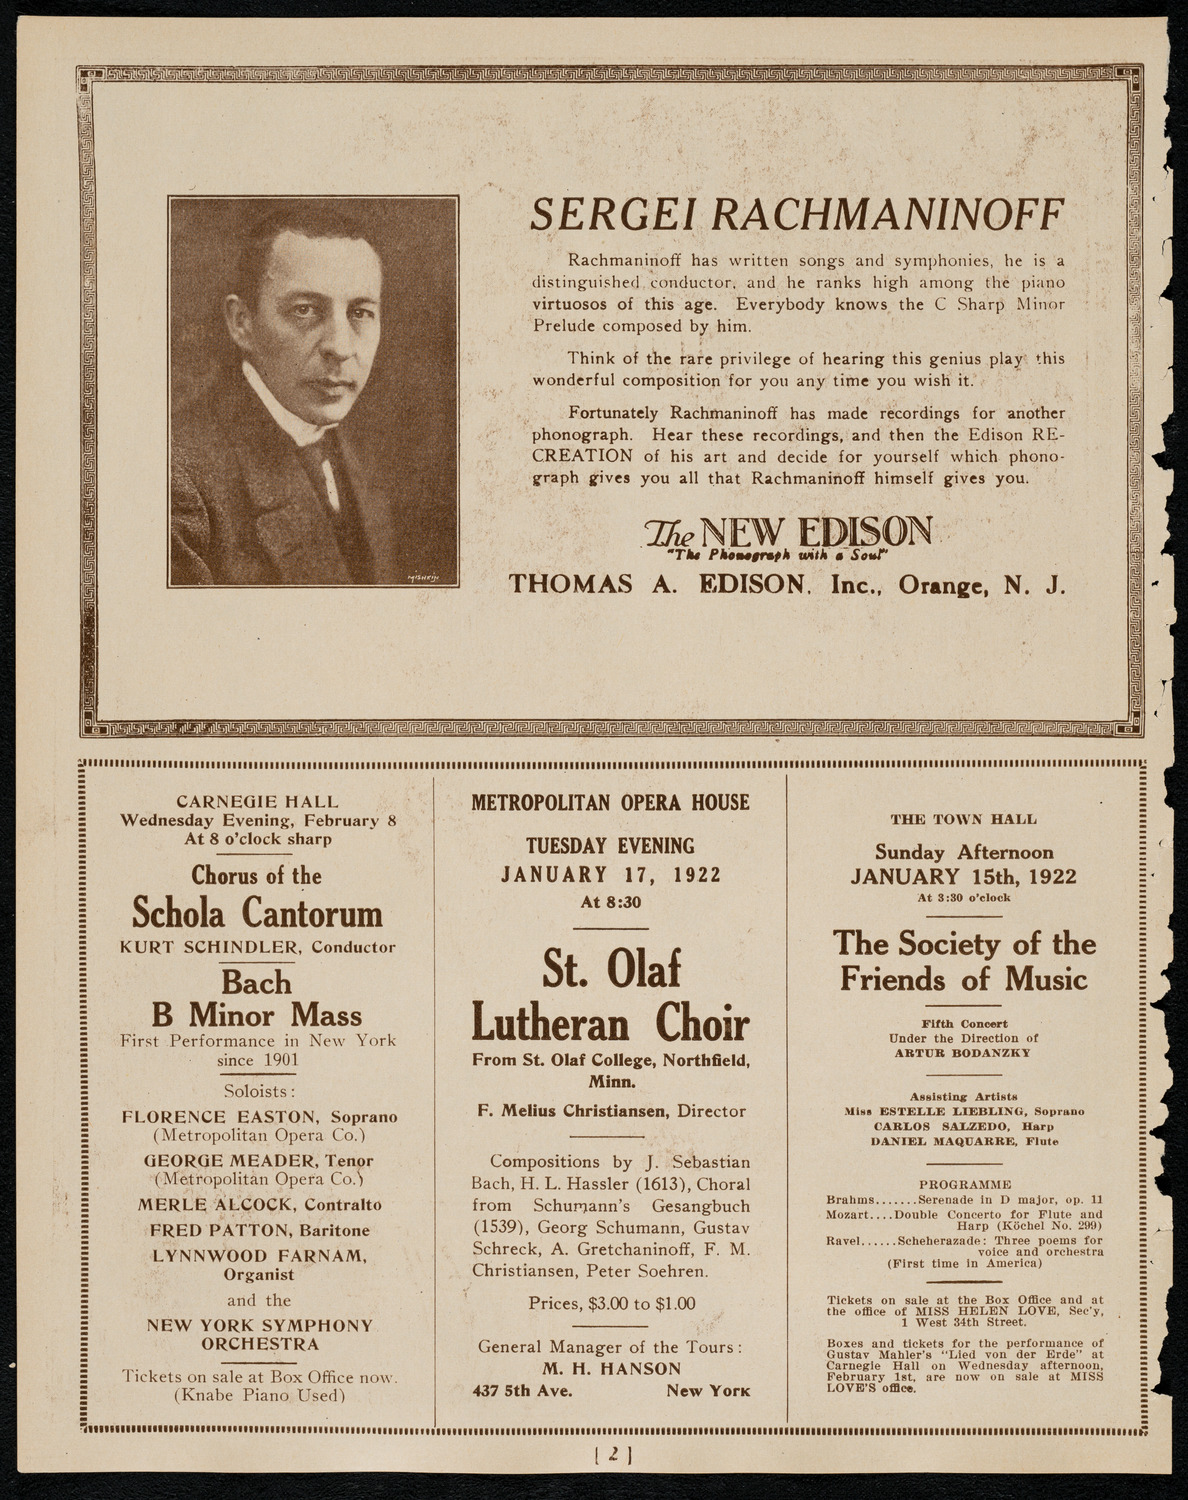 SERGEI RACHMANINOFF
Rachmaninoff has written songs and symphonies, he is a
distinguished conductor, and he ranks high among the piano
virtuosos of this age. Everybody knows the C Sharp Minor
Prelude composed by him.
Think of the rare privilege of hearing this genius play this
wonderful composition for you any time you wish it.
Fortunately Rachmaninoff has made recordings for another
phonograph. Hear these recordings, and then the Edison RE-
CREATION of his art and decide for yourself which phono-
graph gives you all that Rachmaninoff himself gives you.
The NEW EDISON
"The Phonograph with a Soul"
THOMAS A. EDISON, Inc., Orange, N. J.
MISHKIN
CARNEGIE HALL
Wednesday Evening, February 8
At 8 o'clock sharp
Chorus of the
Schola Cantorum
KURT SCHINDLER, Conductor
Bach
B Minor Mass
First Performance in New York
since 1901
Soloists:
FLORENCE EASTON, Soprano
(Metropolitan Opera Co.)
GEORGE MEADER, Tenor
(Metropolitan Opera Co.)
MERLE ALCOCK, Contralto
FRED PATTON, Baritone
LYNNWOOD FARNAM,
Organist
and the
NEW YORK SYMPHONY
ORCHESTRA
Tickets on sale at Box Office now.
(Knabe Piano Used)
METROPOLITAN OPERA HOUSE
TUESDAY EVENING
JANUARY 17, 1922
At 8:30
St. Olaf
Lutheran Choir
From St. Olaf College, Northfield,
Minn.
F. Melius Christiansen, Director
Compositions by J. Sebastian
Bach, H. L. Hassler (1613), Choral
from Schumann's Gesangbuch
(1539), Georg Schumann, Gustav
Schreck, A. Gretchaninoff, F. M.
Christiansen, Peter Soehren.
Prices, $3.00 to $1.00
General Manager of the Tours:
M. H. HANSON
437 5th Ave. New York
THE TOWN HALL
Sunday Afternoon
JANUARY 15th, 1922
At 3:30 o'clock
The Society of the
Friends of Music
Fifth Concert
Under the Direction of
ARTUR BODANZKY
Assisting Artists
Miss ESTELLE LIEBLING, Soprano
CARLOS SALZEDO, Harp
DANIEL MAQUARRE, Flute
PROGRAMME
Brahms.......Serenade in D major, op. 11
Mozart....Double Concerto for Flute and
Harp (Köchel No. 299)
Ravel......Scheherazade: Three poems for
voice and orchestra
(First time in America)
Tickets on sale at the Box Office and at
the office of MISS HELEN LOVE, Sec'y,
1 West 34th Street.
Boxes and tickets for the performance of
Gustav Mahler's "Lied von der Erde" at
Carnegie Hall on Wednesday afternoon,
February 1st, are now on sale at MISS
LOVE'S office.
[ 2 ]